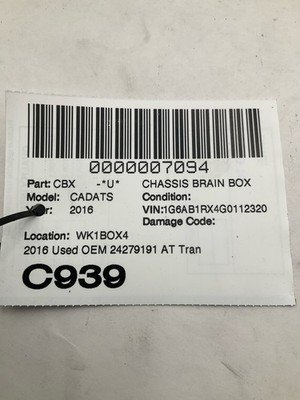 0000007094
Part: CBX . -*U* CHASSIS BRAIN BOX
Model: CADATS Condition:
Year: 2016 VIN:1G6AB1RX4G0112320
Damage Code:
Location: WK1BOX4
2016 Used OEM 24279191 AT Tran
C939